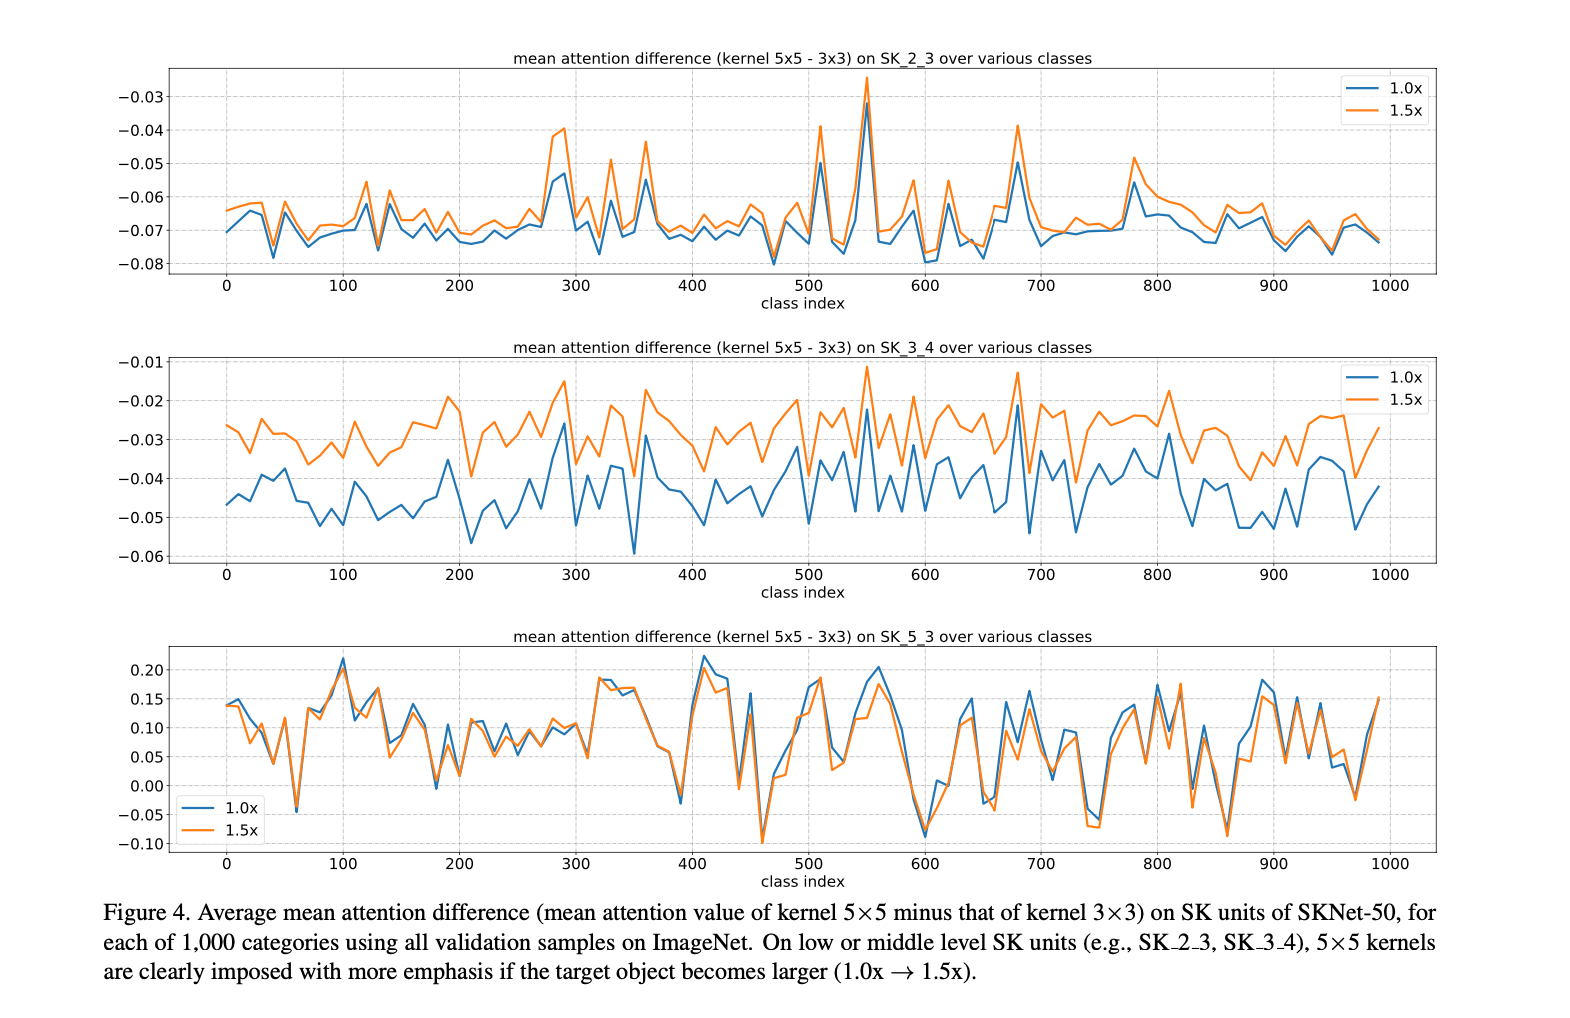 mean attention difference (kernel 5x5 - 3x3) on SK_2_3 over various classes
1.0x
1.5x
−0.03
−0.04
−0.05
−0.06
−0.07
−0.08
0 100 200 300 400 500 600 700 800 900 1000
class index
mean attention difference (kernel 5x5 - 3x3) on SK_3_4 over various classes
1.0x
1.5x
−0.01
−0.02
−0.03
−0.04
−0.05
−0.06
0 100 200 300 400 500 600 700 800 900 1000
class index
mean attention difference (kernel 5x5 - 3x3) on SK_5_3 over various classes
0.20
0.15
0.10
0.05
0.00
−0.05
−0.10
1.0x
1.5x
0 100 200 300 400 500 600 700 800 900 1000
class index
Figure 4. Average mean attention difference (mean attention value of kernel 5×5 minus that of kernel 3×3) on SK units of SKNet-50, for
each of 1,000 categories using all validation samples on ImageNet. On low or middle level SK units (e.g., SK_2_3, SK_3_4), 5×5 kernels
are clearly imposed with more emphasis if the target object becomes larger (1.0x → 1.5x).